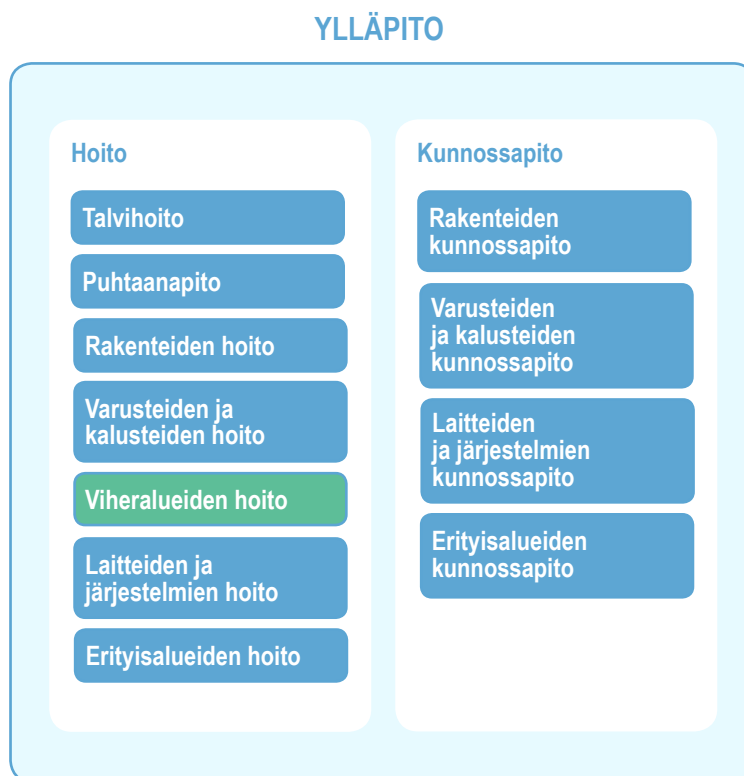 YLLÄPITO
Hoito
Talvihoito
Puhtaanapito
Rakenteiden hoito
Varusteiden ja
kalusteiden hoito
Viheralueiden hoito
Laitteiden ja
järjestelmien hoito
Erityisalueiden hoito
Kunnossapito
Rakenteiden
kunnossapito
Varusteiden
ja kalusteiden
kunnossapito
Laitteiden
ja järjestelmien
kunnossapito
Erityisalueiden
kunnossapito